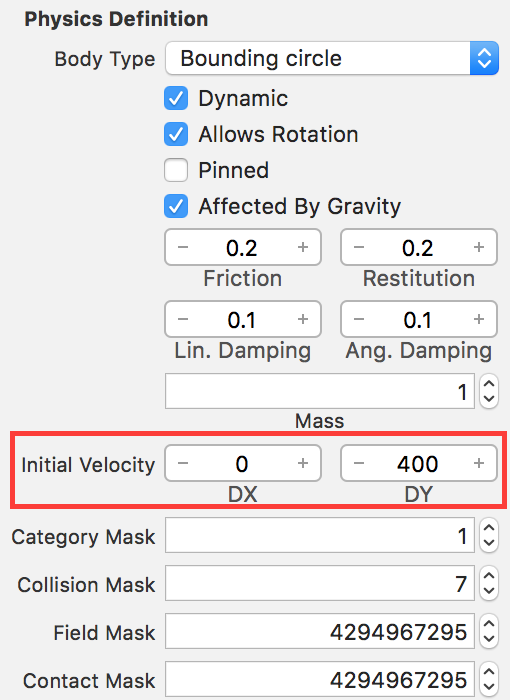 Physics Definition
Body Type Bounding circle
Dynamic
Allows Rotation
Pinned
Affected By Gravity
− 0.2 + − 0.2 +
Friction Restitution
− 0.1 + − 0.1 +
Lin. Damping Ang. Damping
1
Mass
Initial Velocity − 0 + − 400 +
DX DY
Category Mask 1
Collision Mask 7
Field Mask 4294967295
Contact Mask 4294967295